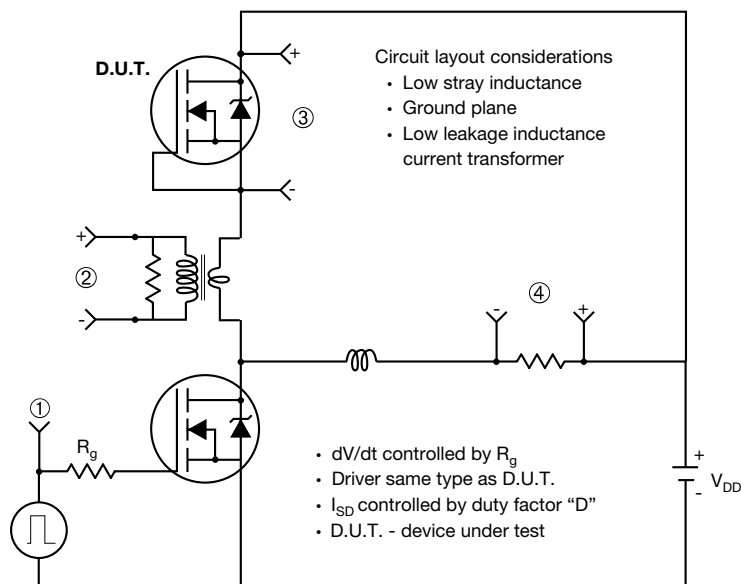 D.U.T.
+
Circuit layout considerations
• Low stray inductance
• Ground plane
• Low leakage inductance
current transformer
③
-
+
②
-
④
-
+
①
Rg
• dV/dt controlled by Rg
• Driver same type as D.U.T.
• ISD controlled by duty factor “D”
• D.U.T. - device under test
+
VDD
-